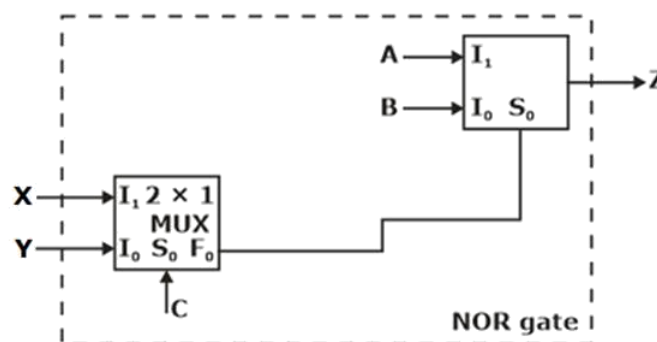 A I₁
B I₀ S₀
Z
X I₁ 2 × 1
MUX
Y I₀ S₀ F₀
C
NOR gate